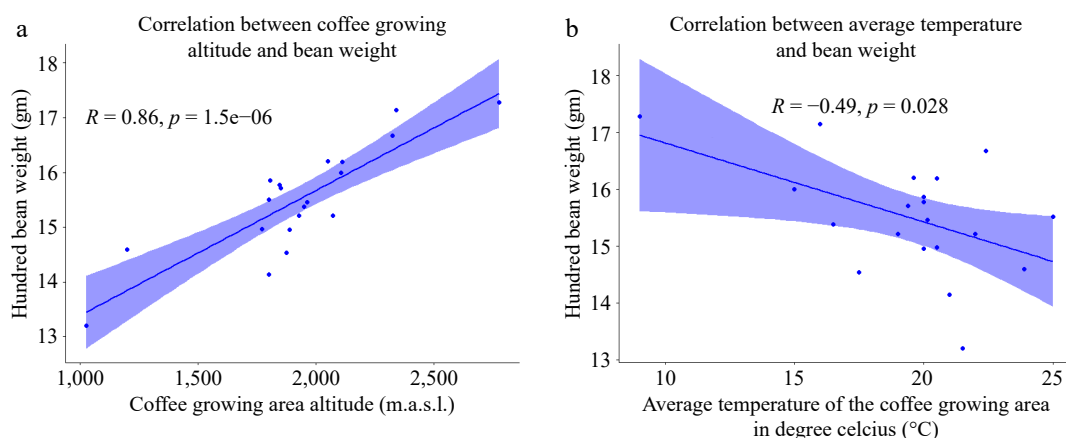 a
Correlation between coffee growing
altitude and bean weight
18
17
16
15
14
13
Hundred bean weight (gm)
R = 0.86, p = 1.5e−06
1,000 1,500 2,000 2,500
Coffee growing area altitude (m.a.s.l.)
b
Correlation between average temperature
and bean weight
18
17
16
15
14
13
Hundred bean weight (gm)
R = −0.49, p = 0.028
10 15 20 25
Average temperature of the coffee growing area
in degree celcius (°C)